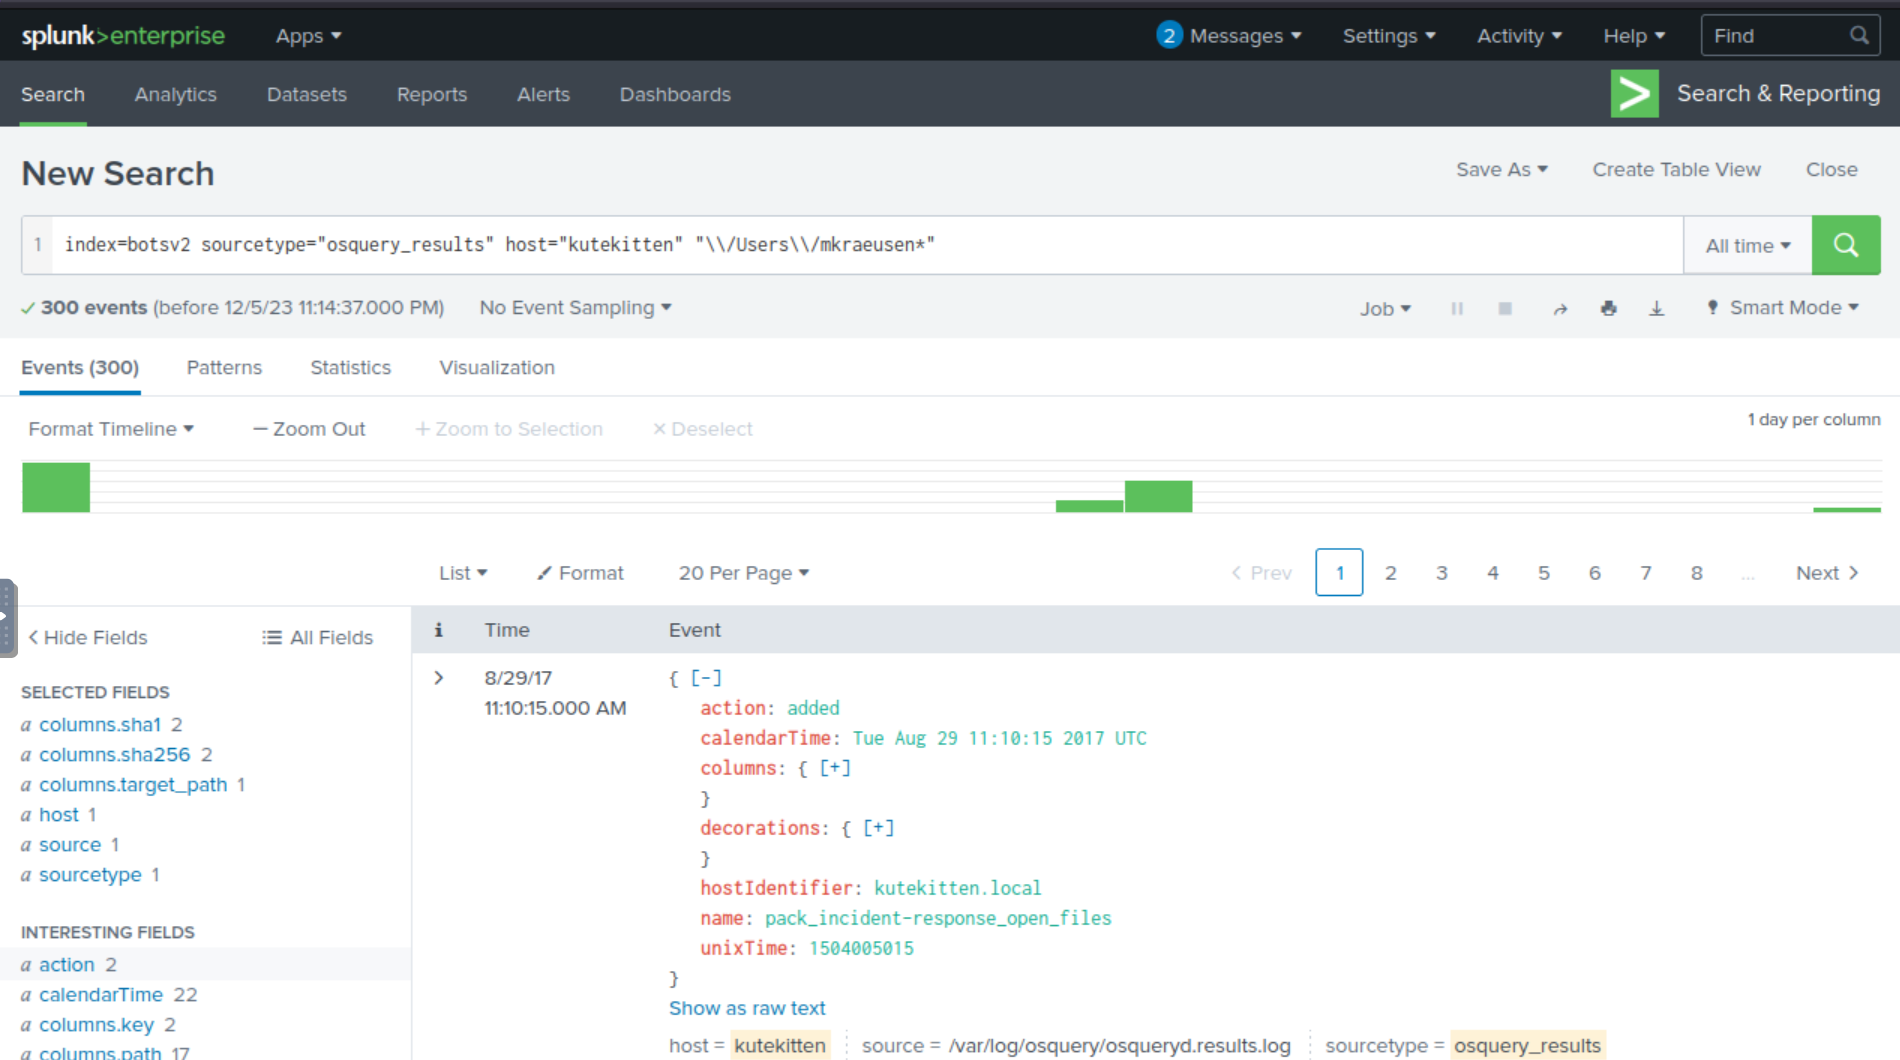 splunk>enterprise Apps 2 Messages Settings Activity Help Find
Search Analytics Datasets Reports Alerts Dashboards Search & Reporting
New Search Save As Create Table View Close
1 index=botsv2 sourcetype="osquery_results" host="kutekitten" "\\/Users\\/mkraeusen*" All time
✓ 300 events (before 12/5/23 11:14:37.000 PM) No Event Sampling Job Smart Mode
Events (300) Patterns Statistics Visualization
Format Timeline — Zoom Out + Zoom to Selection × Deselect 1 day per column
List Format 20 Per Page < Prev 1 2 3 4 5 6 7 8 ... Next >
< Hide Fields All Fields i Time Event
SELECTED FIELDS
a columns.sha1 2
a columns.sha256 2
a columns.target_path 1
a host 1
a source 1
a sourcetype 1
INTERESTING FIELDS
a action 2
a calendarTime 22
a columns.key 2
a columns.path 17
> 8/29/17
11:10:15.000 AM
{ [-]
action: added
calendarTime: Tue Aug 29 11:10:15 2017 UTC
columns: { [+]
}
decorations: { [+]
}
hostIdentifier: kutekitten.local
name: pack_incident-response_open_files
unixTime: 1504005015
}
Show as raw text
host = kutekitten source = /var/log/osquery/osqueryd.results.log sourcetype = osquery_results